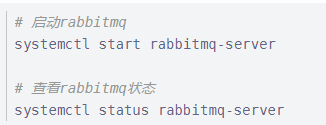 # 启动rabbitmq
systemctl start rabbitmq-server
# 查看rabbitmq状态
systemctl status rabbitmq-server